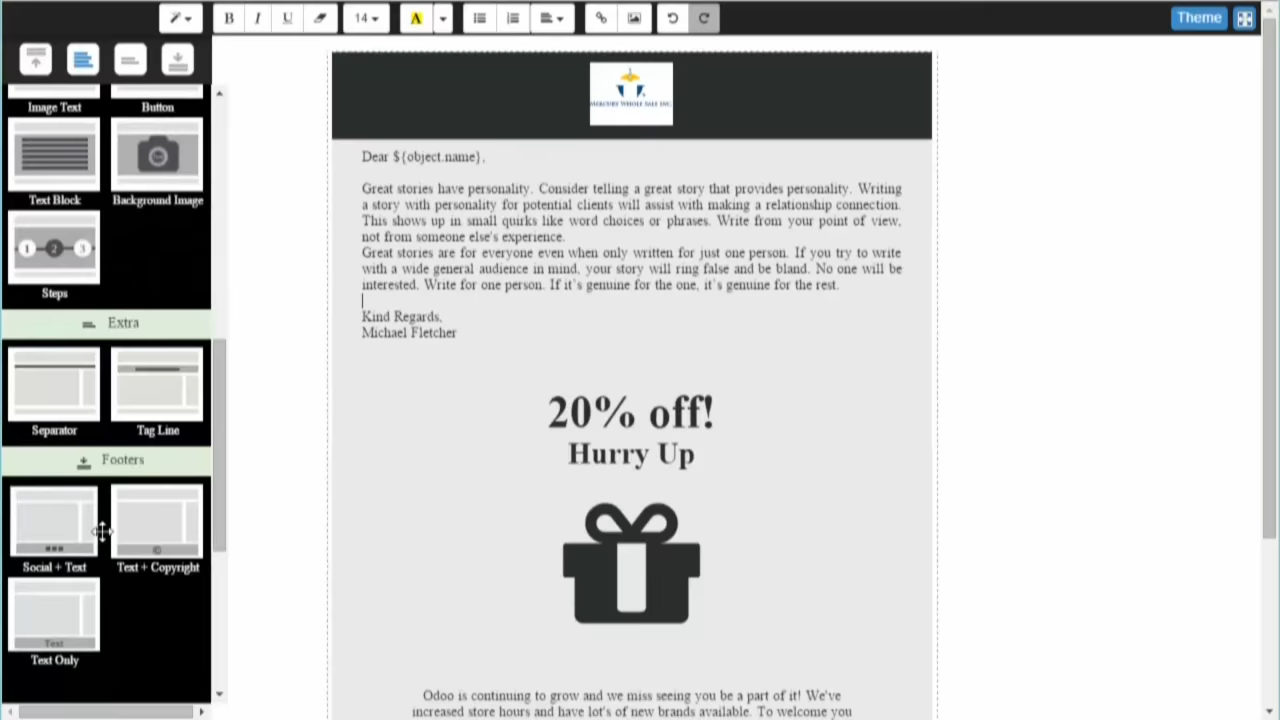 B I U 14 A Theme
Image Text
Button
Text Block
Background Image
1 2 3
Steps
Extra
Separator
Tag Line
Footers
Social + Text
©
Text + Copyright
Text
Text Only
MERCURY WHOLE SALE INC.
Dear ${object.name},
Great stories have personality. Consider telling a great story that provides personality. Writing
a story with personality for potential clients will assist with making a relationship connection.
This shows up in small quirks like word choices or phrases. Write from your point of view,
not from someone else's experience.
Great stories are for everyone even when only written for just one person. If you try to write
with a wide general audience in mind, your story will ring false and be bland. No one will be
interested. Write for one person. If it's genuine for the one, it's genuine for the rest.
Kind Regards,
Michael Fletcher
20% off!
Hurry Up
Odoo is continuing to grow and we miss seeing you be a part of it! We've
increased store hours and have lot's of new brands available. To welcome you